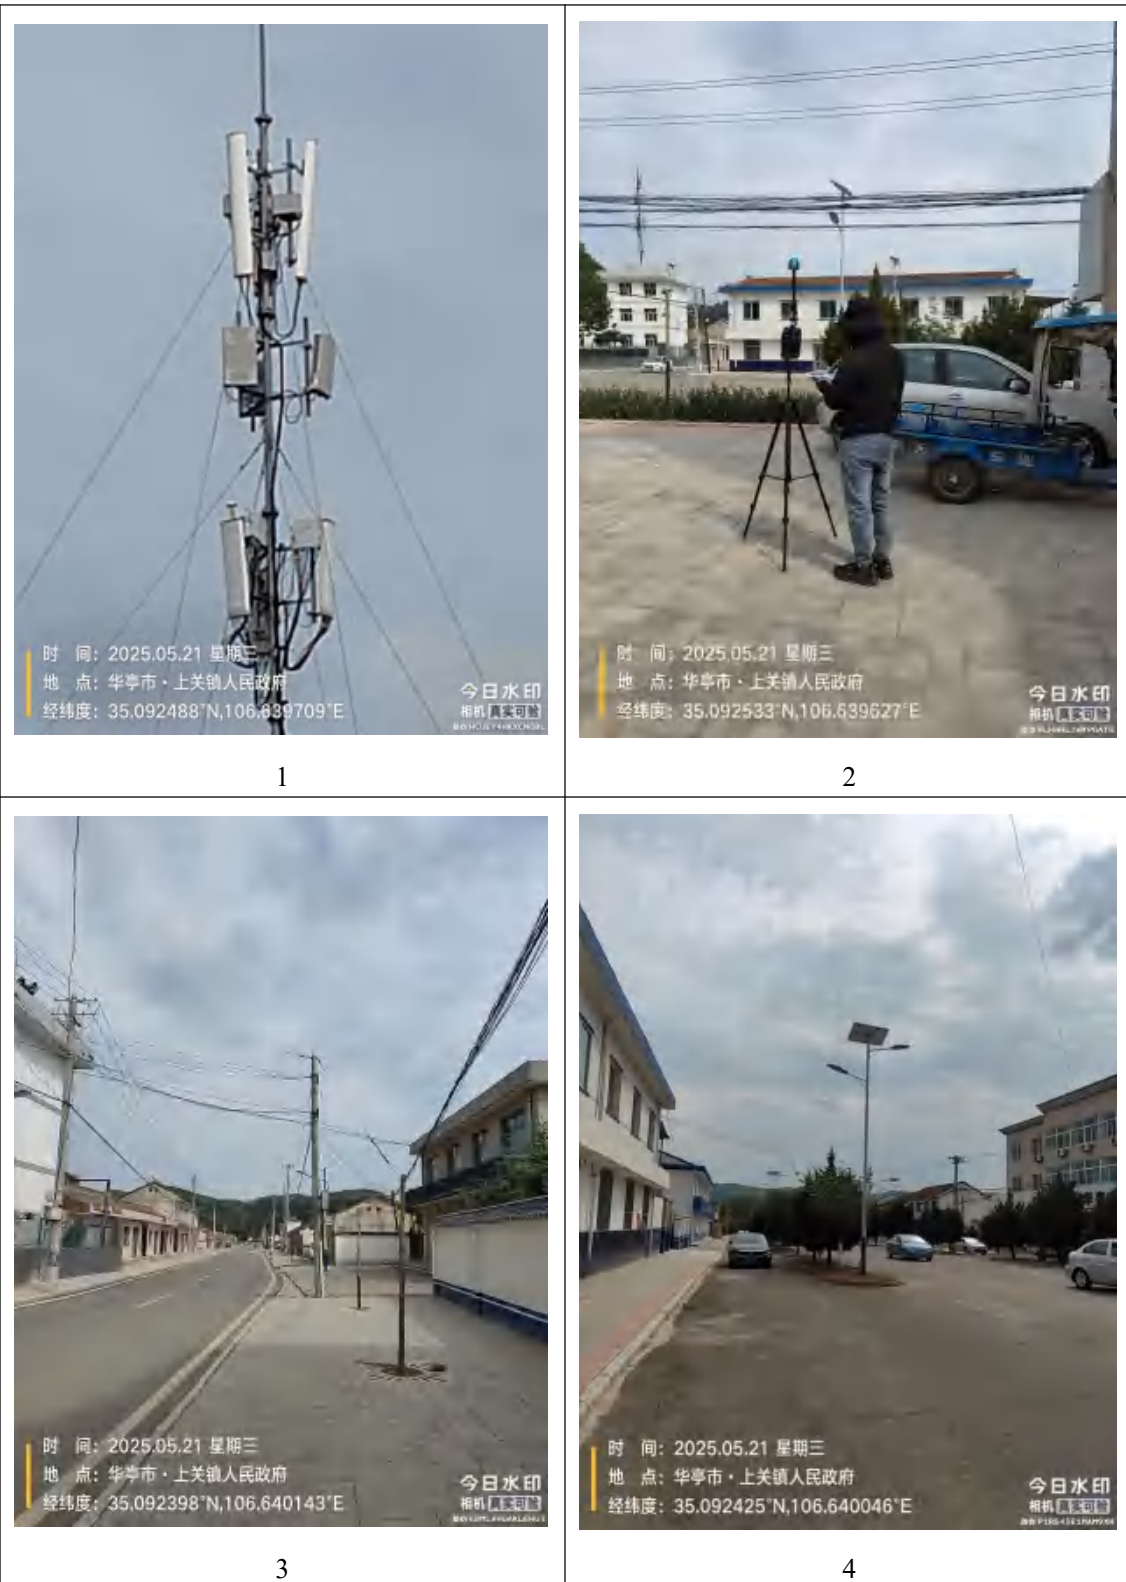 时 间: 2025.05.21 星期三
地 点: 华亭市·上关镇人民政府
经纬度: 35.092488°N,106.639709°E
今日水印
相机 真实可验
1
时 间: 2025.05.21 星期三
地 点: 华亭市·上关镇人民政府
经纬度: 35.092533°N,106.639627°E
今日水印
相机 真实可验
2
时 间: 2025.05.21 星期三
地 点: 华亭市·上关镇人民政府
经纬度: 35.092398°N,106.640143°E
今日水印
相机 真实可验
3
时 间: 2025.05.21 星期三
地 点: 华亭市·上关镇人民政府
经纬度: 35.092425°N,106.640046°E
今日水印
相机 真实可验
4